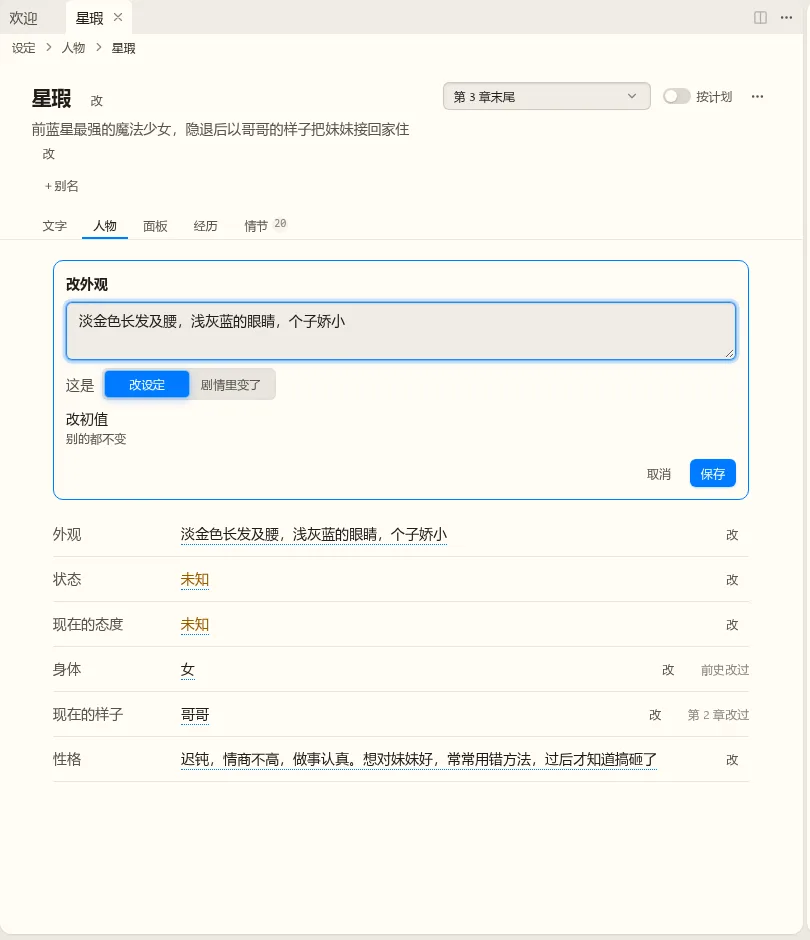 欢迎
星瑕
设定 > 人物 > 星瑕
星瑕 改
第 3 章末尾
按计划
前蓝星最强的魔法少女，隐退后以哥哥的样子把妹妹接回家住
改
+ 别名
文字 人物 面板 经历 情节 20
改外观
淡金色长发及腰，浅灰蓝的眼睛，个子娇小
这是 改设定 剧情里变了
改初值
别的都不变
取消 保存
外观 淡金色长发及腰，浅灰蓝的眼睛，个子娇小 改
状态 未知 改
现在的态度 未知 改
身体 女 改 前史改过
现在的样子 哥哥 改 第 2 章改过
性格 迟钝，情商不高，做事认真。想对妹妹好，常常用错方法，过后才知道搞砸了 改